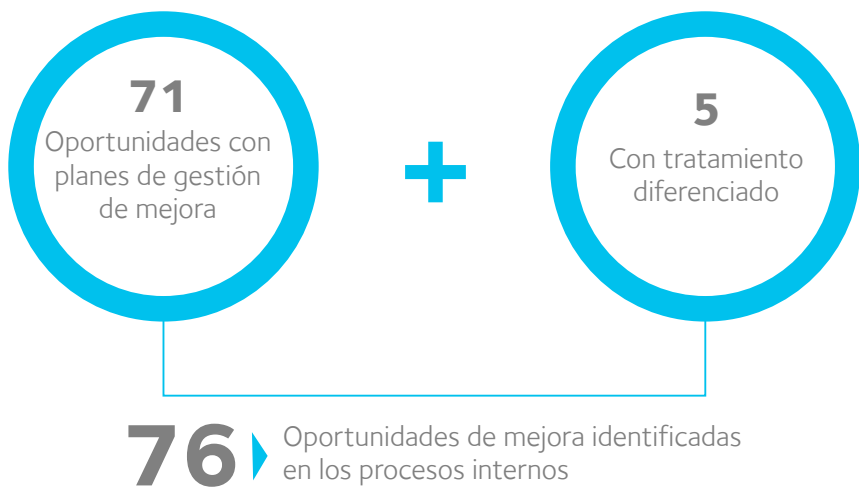 71
Oportunidades con
planes de gestión
de mejora
+
5
Con tratamiento
diferenciado
76
Oportunidades de mejora identificadas
en los procesos internos